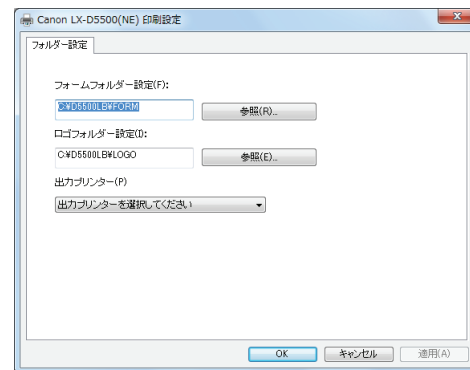 Canon LX-D5500(NE) 印刷設定
フォルダー設定
フォームフォルダー設定(F):
C:¥D5500LB¥FORM
参照(R)...
ロゴフォルダー設定(I):
C:¥D5500LB¥LOGO
参照(E)...
出力プリンター(P)
出力プリンターを選択してください
OK
キャンセル
適用(A)